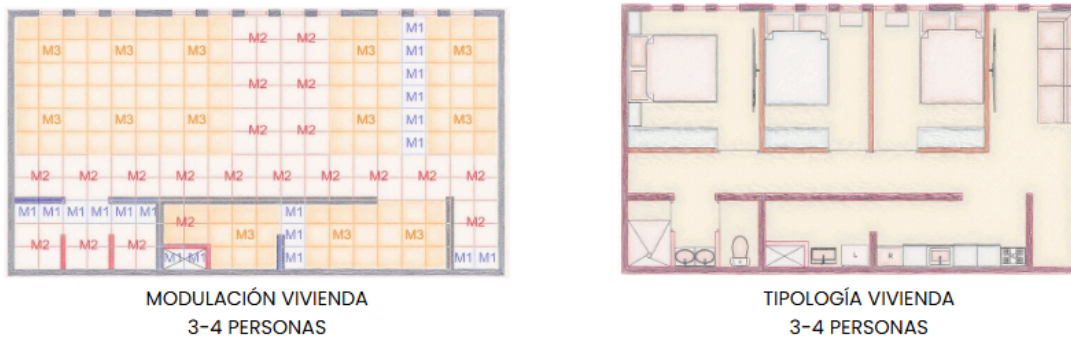 M1
M3 M3 M2 M2 M3 M1 M3
M1
M2 M2 M1
M1
M3 M3 M2 M2 M3 M1 M3
M1
M2 M2 M2 M2 M2 M2 M2 M2 M2 M2
M1 M1 M1 M1 M1 M1 M2 M1
M2 M2 M2 M3 M1 M3 M3 M2
M1 M1 M1 M1
L R
MODULACIÓN VIVIENDA
3-4 PERSONAS
TIPOLOGÍA VIVIENDA
3-4 PERSONAS